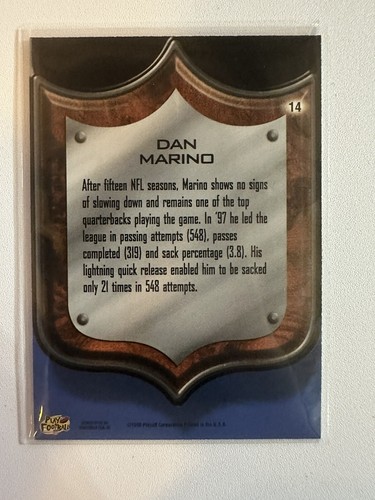 14
DAN
MARINO
After fifteen NFL seasons, Marino shows no signs
of slowing down and remains one of the top
quarterbacks playing the game. In '97 he led the
league in passing attempts (548), passes
completed (319) and sack percentage (3.8). His
lightning quick release enabled him to be sacked
only 21 times in 548 attempts.
PLAY
FOOTBALL